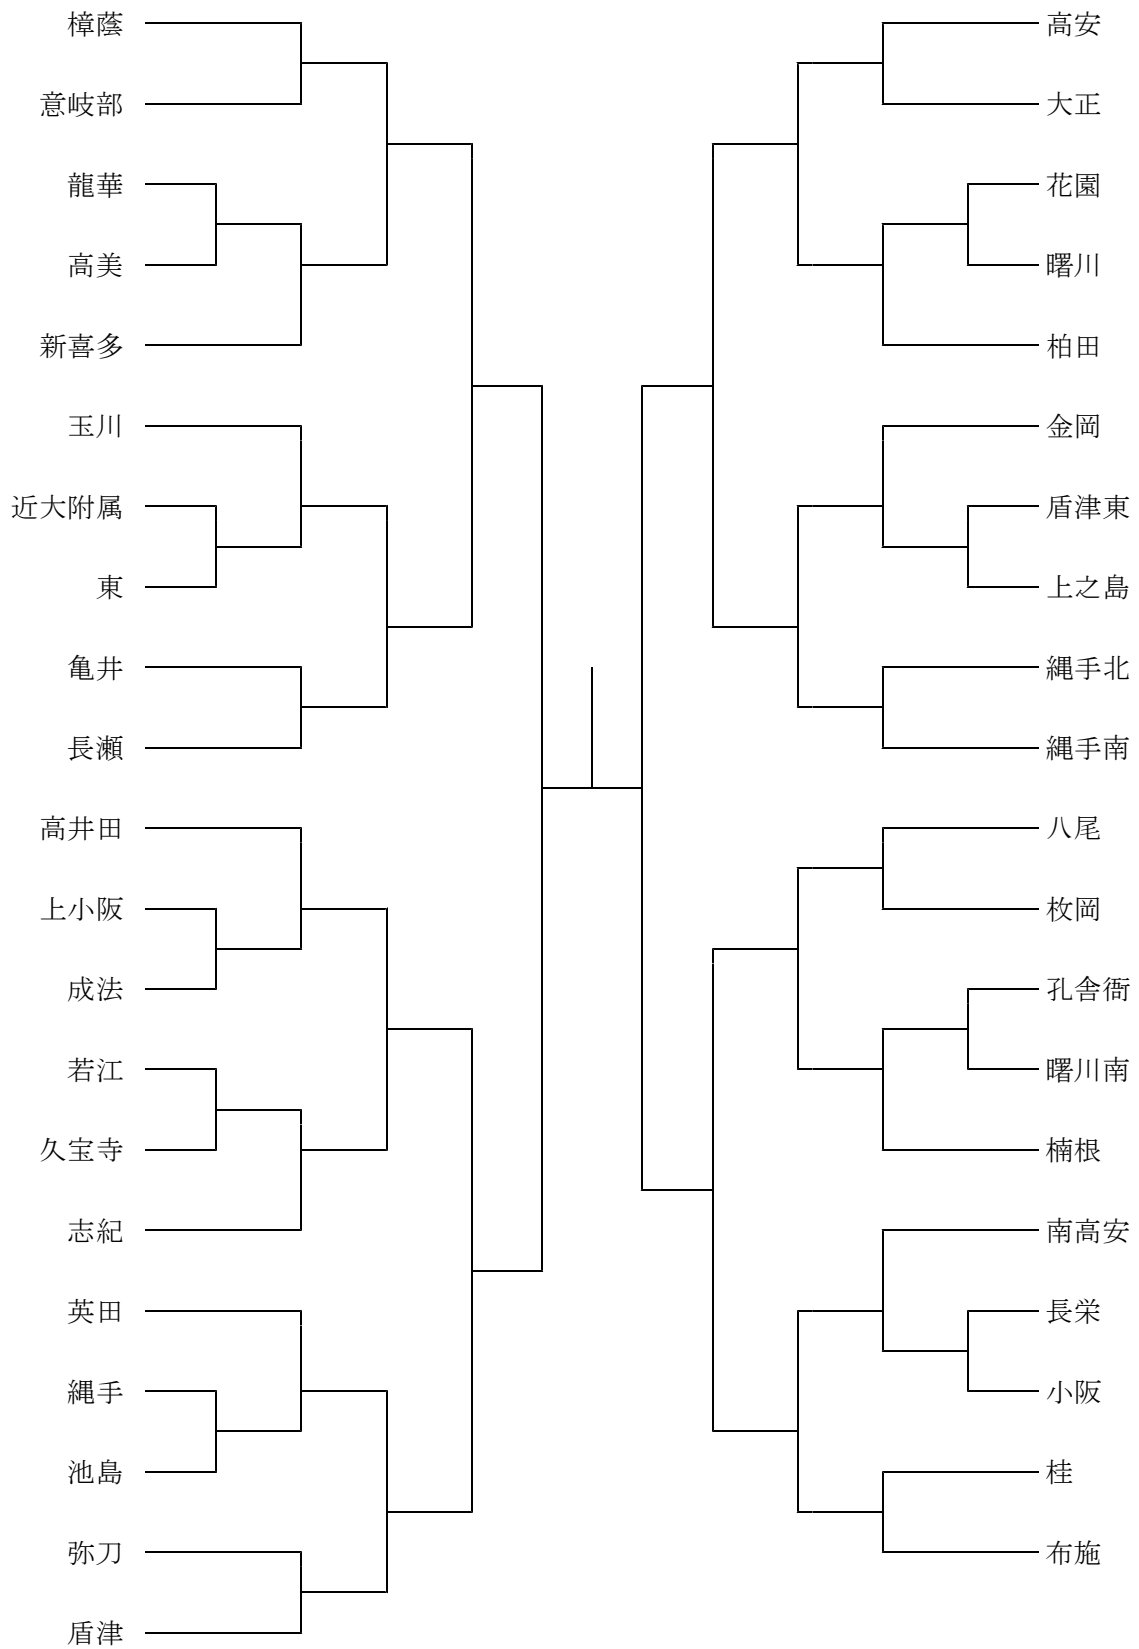 樟蔭
意岐部
龍華
高美
新喜多
玉川
近大附属
東
亀井
長瀬
高井田
上小阪
成法
若江
久宝寺
志紀
英田
縄手
池島
弥刀
盾津
高安
大正
花園
曙川
柏田
金岡
盾津東
上之島
縄手北
縄手南
八尾
枚岡
孔舎衙
曙川南
楠根
南高安
長栄
小阪
桂
布施